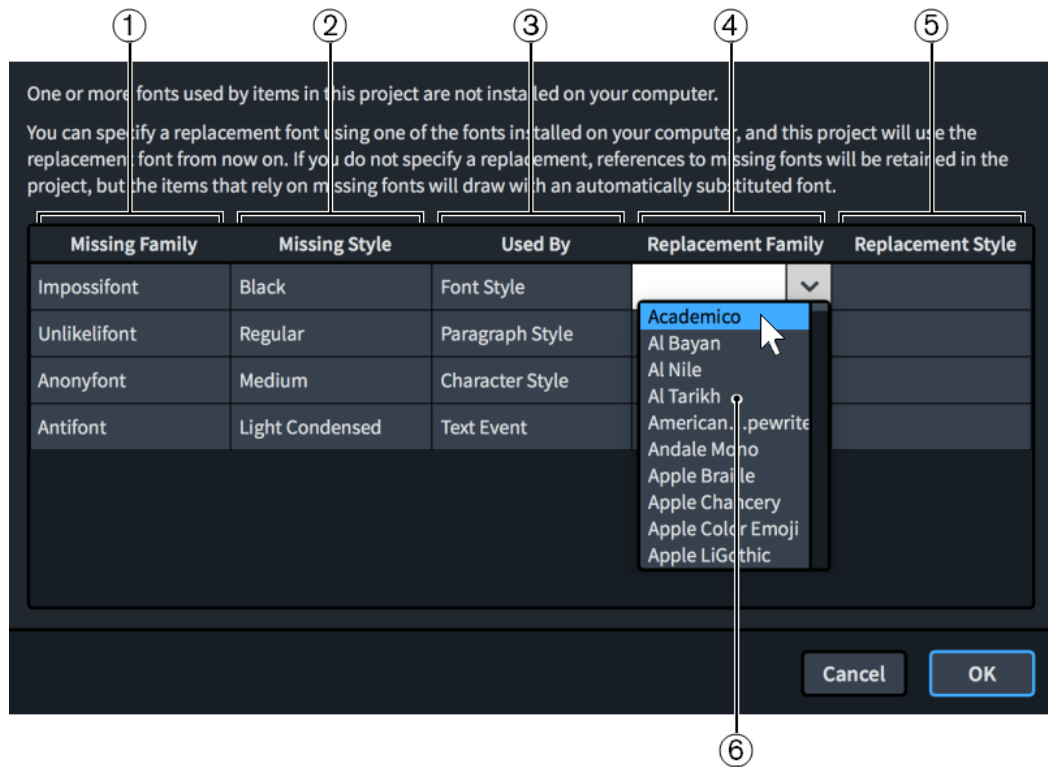 ① ② ③ ④ ⑤
One or more fonts used by items in this project are not installed on your computer.
You can specify a replacement font using one of the fonts installed on your computer, and this project will use the
replacement font from now on. If you do not specify a replacement, references to missing fonts will be retained in the
project, but the items that rely on missing fonts will draw with an automatically substituted font.
Missing Family Missing Style Used By Replacement Family Replacement Style
Impossifont Black Font Style
Unlikelifont Regular Paragraph Style
Anonyfont Medium Character Style
Antifont Light Condensed Text Event
Academico
Al Bayan
Al Nile
Al Tarikh
American…pewrite
Andale Mono
Apple Braille
Apple Chancery
Apple Color Emoji
Apple LiGothic
Cancel OK
⑥